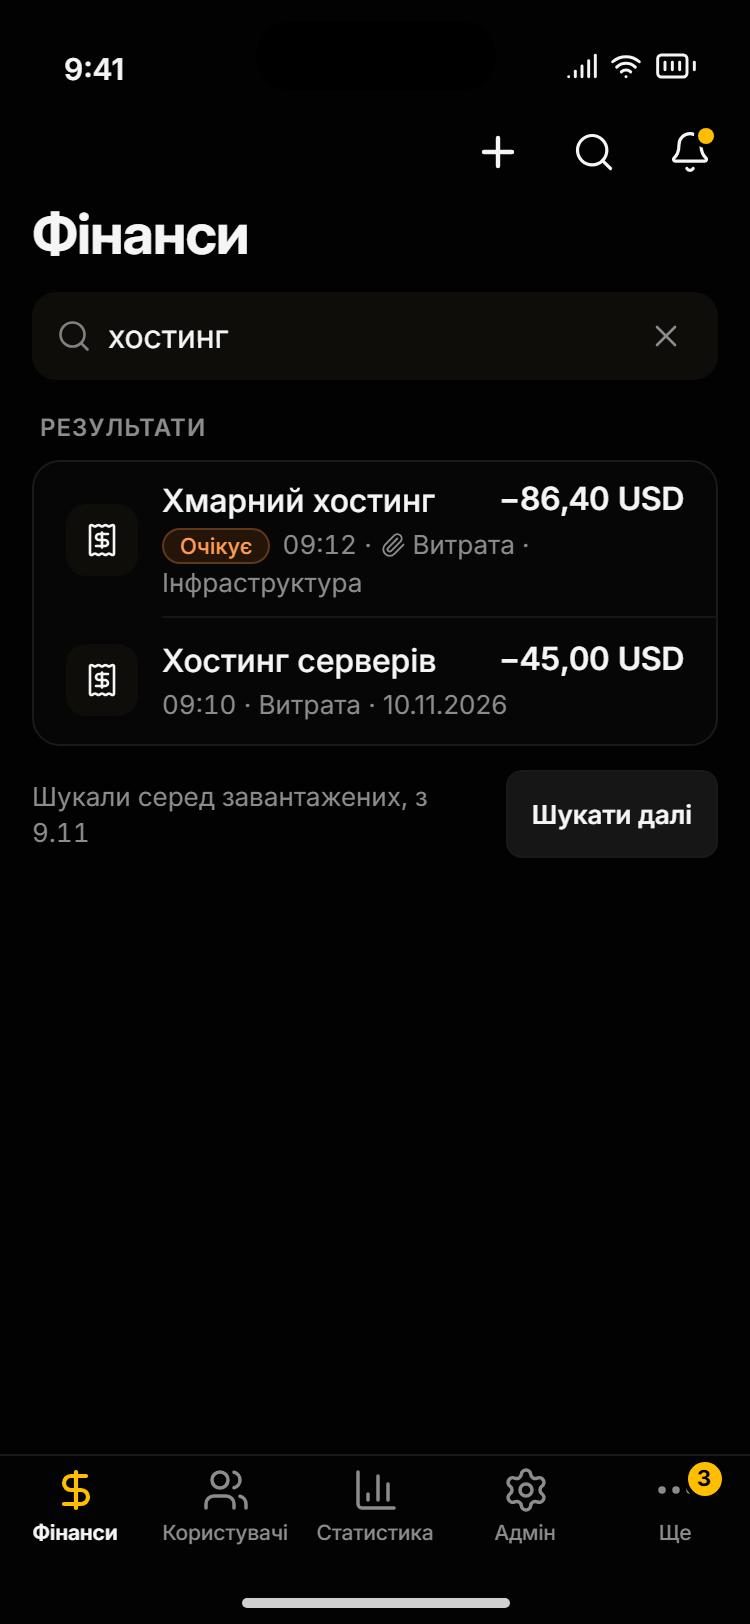 9:41
Фінанси
хостинг
РЕЗУЛЬТАТИ
Хмарний хостинг −86,40 USD
Очікує 09:12 · Витрата ·
Інфраструктура
Хостинг серверів −45,00 USD
09:10 · Витрата · 10.11.2026
Шукали серед завантажених, з
9.11
Шукати далі
3
Фінанси Користувачі Статистика Адмін Ще